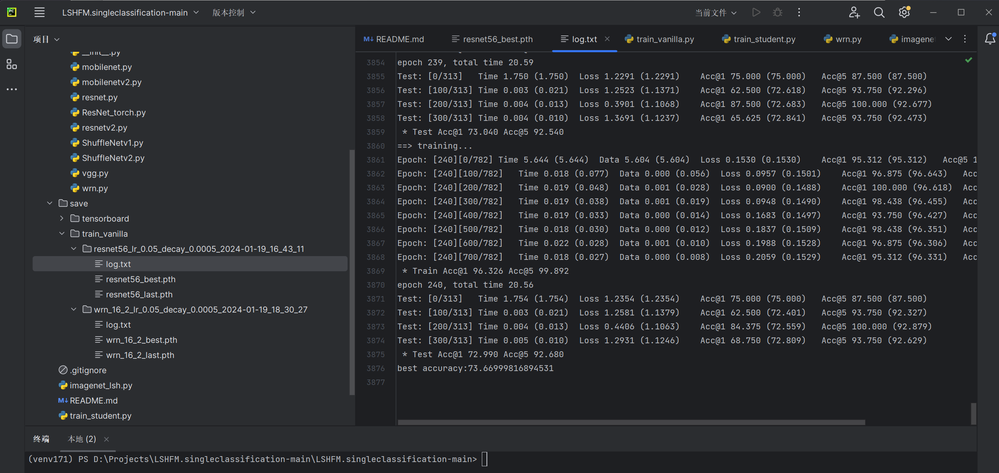 PC
LSHFM.singleclassification-main
版本控制
当前文件
项目
__init__.py
mobilenet.py
mobilenetv2.py
resnet.py
ResNet_torch.py
resnetv2.py
ShuffleNetv1.py
ShuffleNetv2.py
vgg.py
wrn.py
save
tensorboard
train_vanilla
resnet56_lr_0.05_decay_0.0005_2024-01-19_16_43_11
log.txt
resnet56_best.pth
resnet56_last.pth
wrn_16_2_lr_0.05_decay_0.0005_2024-01-19_18_30_27
log.txt
wrn_16_2_best.pth
wrn_16_2_last.pth
.gitignore
imagenet_lsh.py
M↓ README.md
train_student.py
M↓ README.md resnet56_best.pth log.txt train_vanilla.py train_student.py wrn.py imagenet
3854 epoch 239, total time 20.59
3855 Test: [0/313] Time 1.750 (1.750) Loss 1.2291 (1.2291) Acc@1 75.000 (75.000) Acc@5 87.500 (87.500)
3856 Test: [100/313] Time 0.003 (0.021) Loss 1.2523 (1.1371) Acc@1 62.500 (72.618) Acc@5 93.750 (92.296)
3857 Test: [200/313] Time 0.004 (0.013) Loss 0.3901 (1.1068) Acc@1 87.500 (72.683) Acc@5 100.000 (92.677)
3858 Test: [300/313] Time 0.004 (0.010) Loss 1.3691 (1.1237) Acc@1 65.625 (72.841) Acc@5 93.750 (92.473)
3859 * Test Acc@1 73.040 Acc@5 92.540
3860 ==> training...
3861 Epoch: [240][0/782] Time 5.644 (5.644) Data 5.604 (5.604) Loss 0.1530 (0.1530) Acc@1 95.312 (95.312) Acc@5 1
3862 Epoch: [240][100/782] Time 0.018 (0.077) Data 0.000 (0.056) Loss 0.0957 (0.1501) Acc@1 96.875 (96.643) Acc
3863 Epoch: [240][200/782] Time 0.019 (0.048) Data 0.001 (0.028) Loss 0.0900 (0.1488) Acc@1 100.000 (96.618) Acc
3864 Epoch: [240][300/782] Time 0.019 (0.038) Data 0.001 (0.019) Loss 0.0948 (0.1490) Acc@1 98.438 (96.455) Acc
3865 Epoch: [240][400/782] Time 0.019 (0.033) Data 0.000 (0.014) Loss 0.1683 (0.1497) Acc@1 93.750 (96.427) Acc
3866 Epoch: [240][500/782] Time 0.018 (0.030) Data 0.000 (0.012) Loss 0.1837 (0.1509) Acc@1 98.438 (96.351) Acc
3867 Epoch: [240][600/782] Time 0.022 (0.028) Data 0.001 (0.010) Loss 0.1988 (0.1528) Acc@1 96.875 (96.306) Acc
3868 Epoch: [240][700/782] Time 0.018 (0.027) Data 0.000 (0.008) Loss 0.2059 (0.1529) Acc@1 95.312 (96.331) Acc
3869 * Train Acc@1 96.326 Acc@5 99.892
3870 epoch 240, total time 20.56
3871 Test: [0/313] Time 1.754 (1.754) Loss 1.2354 (1.2354) Acc@1 75.000 (75.000) Acc@5 87.500 (87.500)
3872 Test: [100/313] Time 0.003 (0.021) Loss 1.2581 (1.1379) Acc@1 62.500 (72.401) Acc@5 93.750 (92.327)
3873 Test: [200/313] Time 0.004 (0.013) Loss 0.4406 (1.1063) Acc@1 84.375 (72.559) Acc@5 100.000 (92.879)
3874 Test: [300/313] Time 0.005 (0.010) Loss 1.2931 (1.1246) Acc@1 68.750 (72.809) Acc@5 93.750 (92.629)
3875 * Test Acc@1 72.990 Acc@5 92.680
3876 best accuracy:73.66999816894531
3877
终端 本地 (2)
(venv171) PS D:\Projects\LSHFM.singleclassification-main\LSHFM.singleclassification-main>